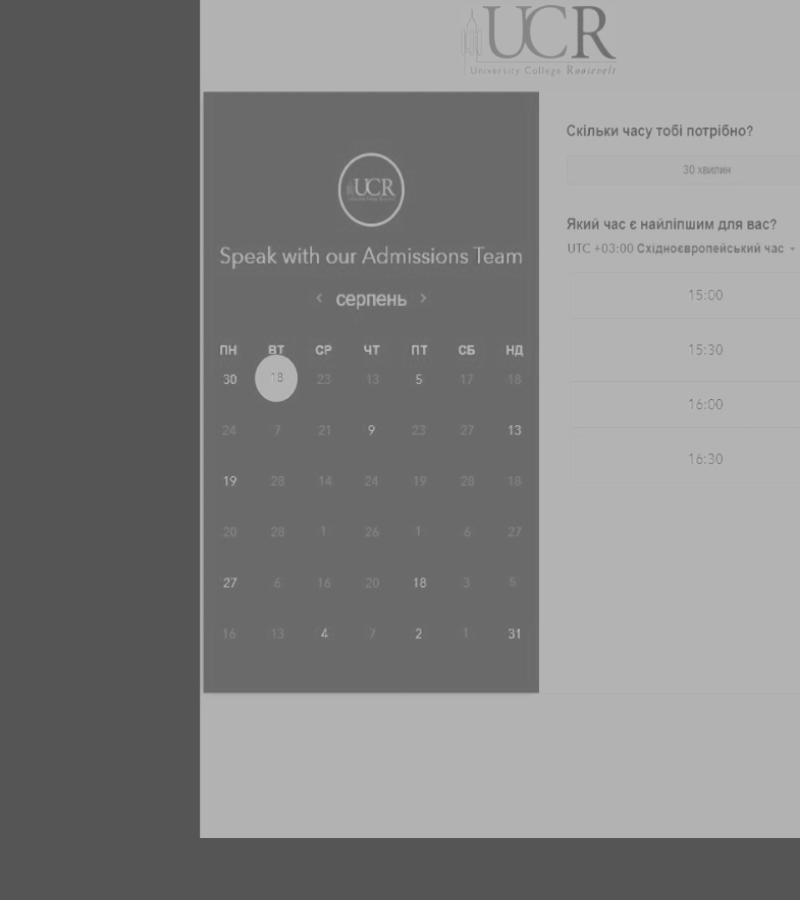 UCR
University College Roosevelt
UCR
Speak with our Admissions Team
< серпень >
ПН ВТ СР ЧТ ПТ СБ НД
30 18 23 13 5 17 18
24 7 21 9 23 27 13
19 28 14 24 19 28 18
20 28 1 26 1 6 27
27 6 16 20 18 3 5
16 13 4 7 2 1 31
Скільки часу тобі потрібно?
30 хвилин
Який час є найліпшим для вас?
UTC +03:00 Східноєвропейський час
15:00
15:30
16:00
16:30